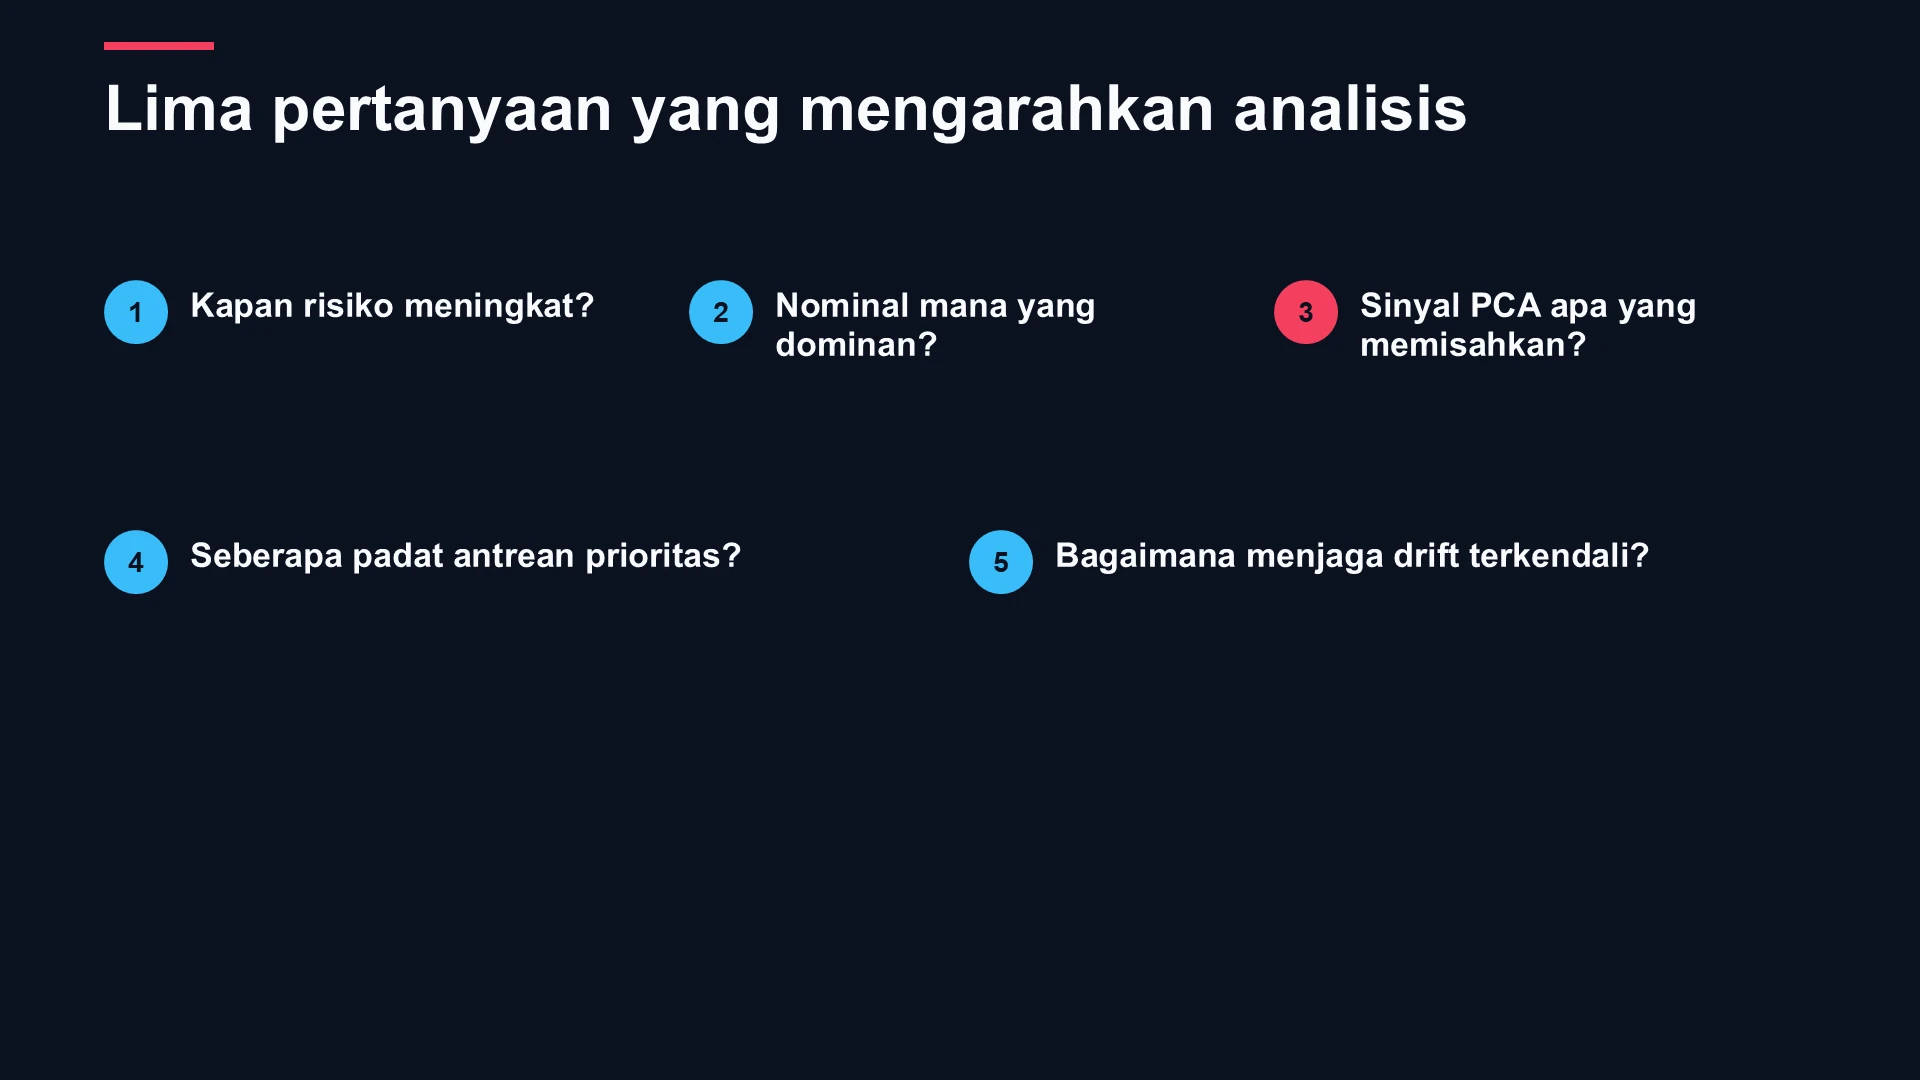 Lima pertanyaan yang mengarahkan analisis
1
Kapan risiko meningkat?
2
Nominal mana yang
dominan?
3
Sinyal PCA apa yang
memisahkan?
4
Seberapa padat antrean prioritas?
5
Bagaimana menjaga drift terkendali?